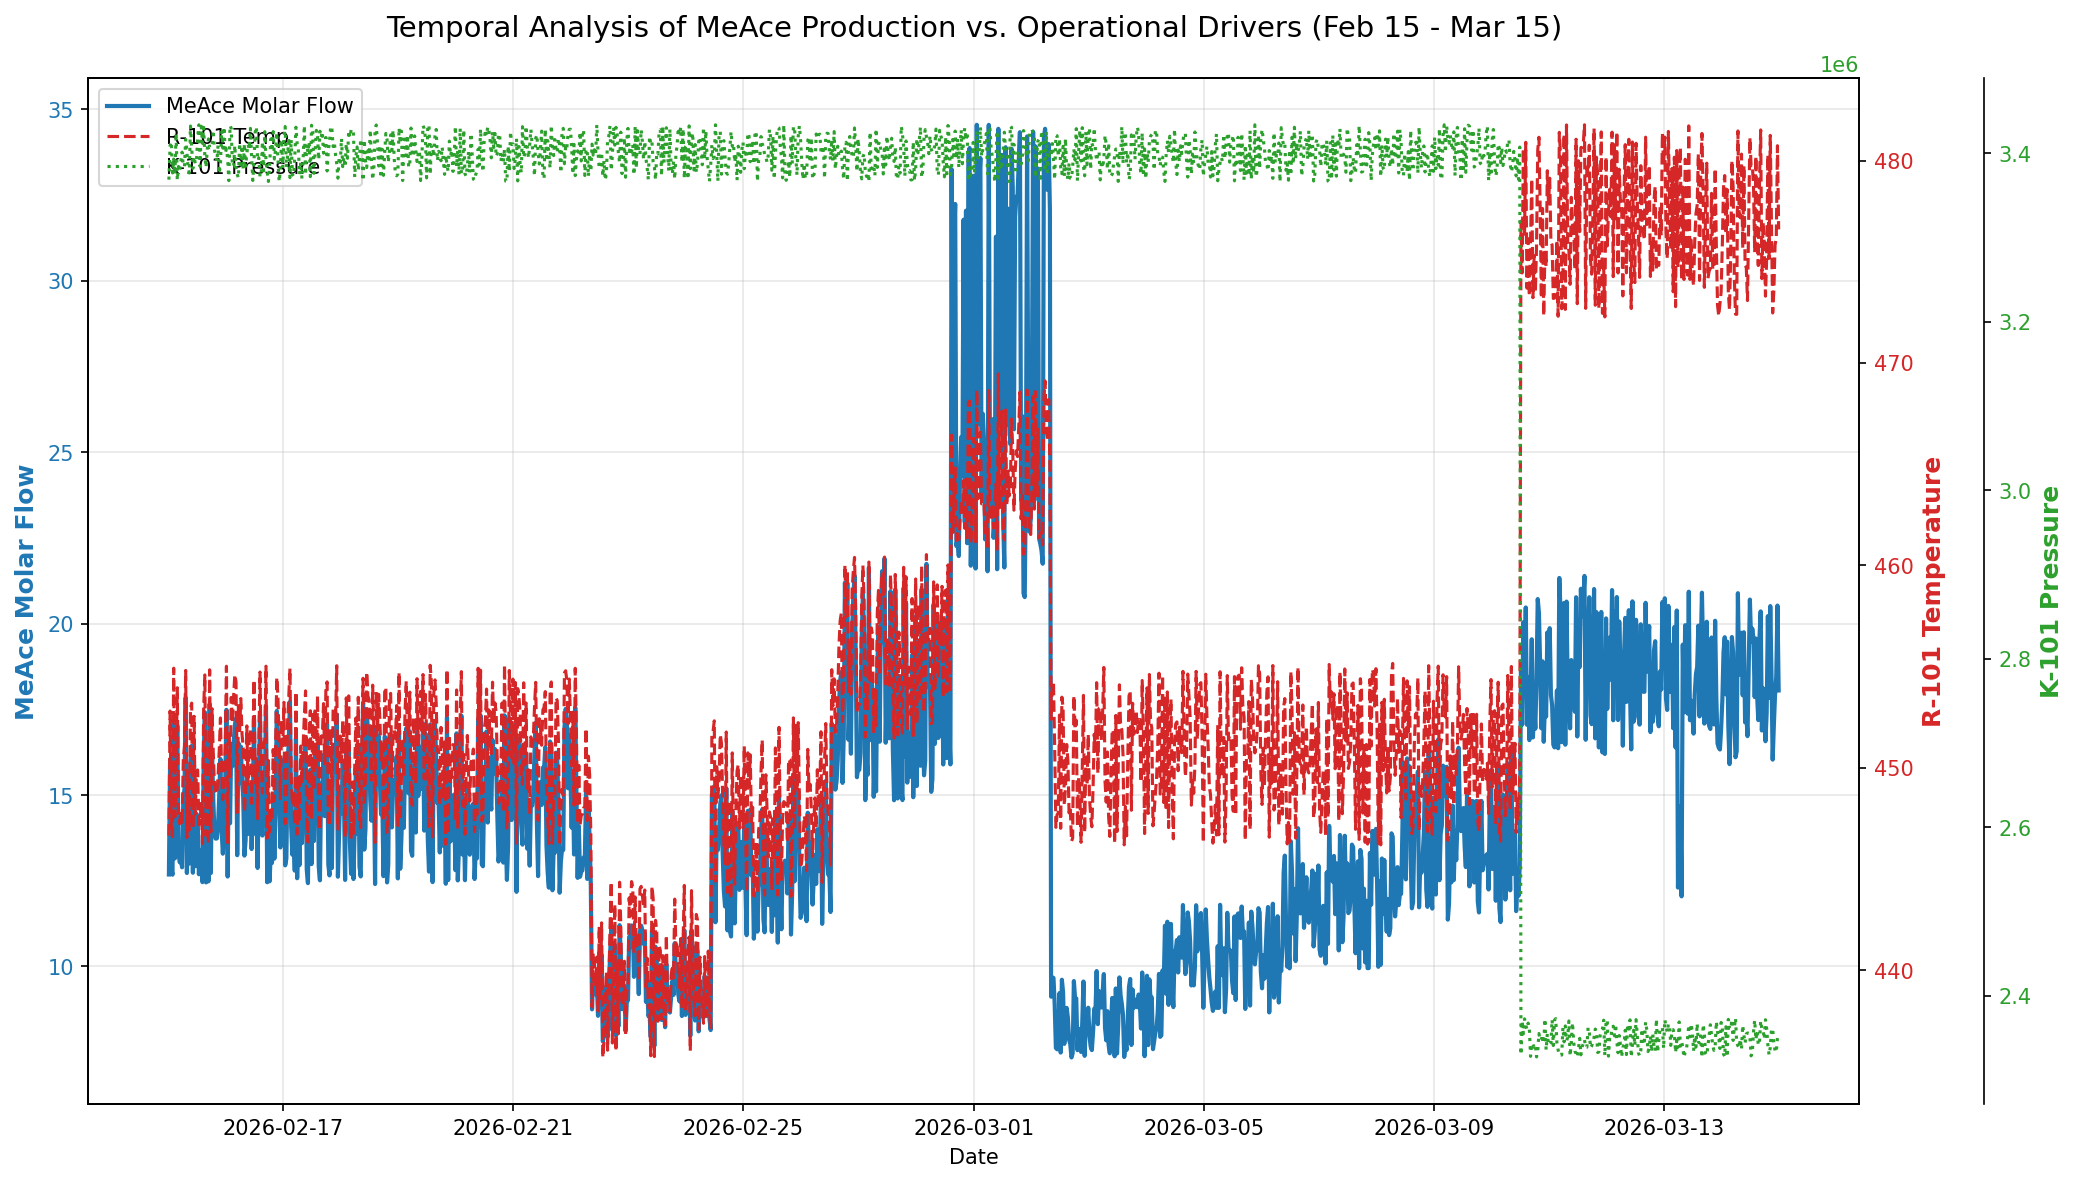 Temporal Analysis of MeAce Production vs. Operational Drivers (Feb 15 - Mar 15)
1e6
MeAce Molar Flow
R-101 Temp
K-101 Pressure
35
30
25
20
15
10
MeAce Molar Flow
480
470
460
450
440
R-101 Temperature
3.4
3.2
3.0
2.8
2.6
2.4
K-101 Pressure
2026-02-17
2026-02-21
2026-02-25
2026-03-01
2026-03-05
2026-03-09
2026-03-13
Date